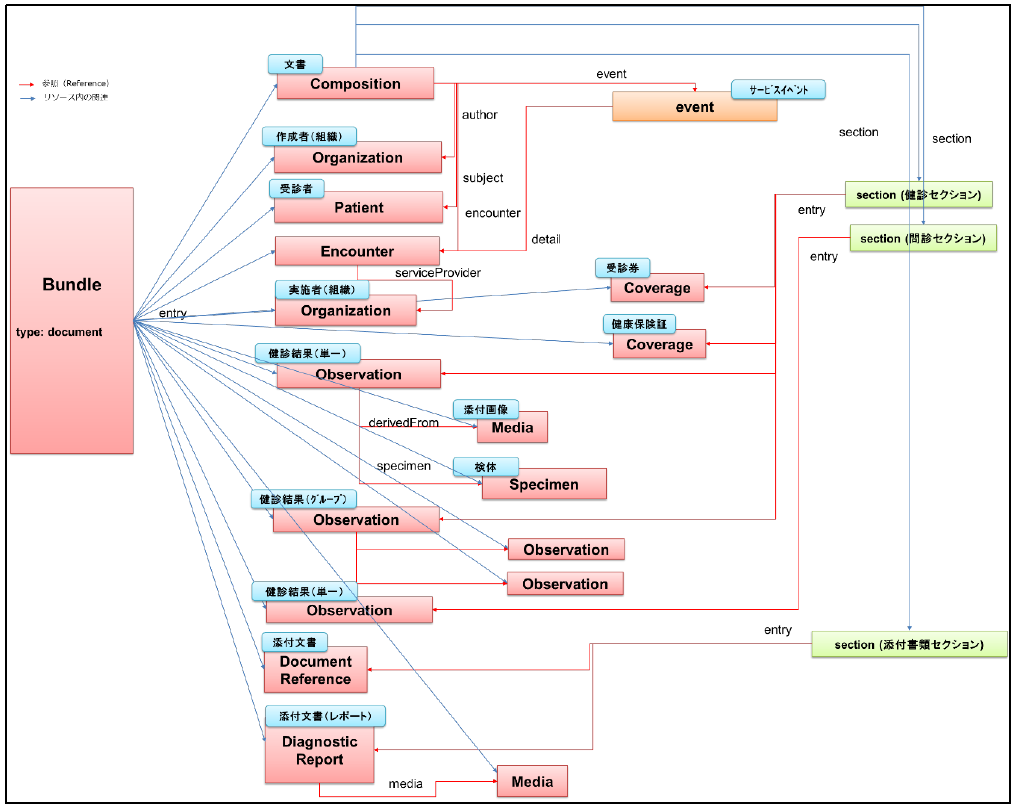 参照（Reference）
リソース内の関連
文書
Composition
event
サービスイベント
event
author
section
section
作成者（組織）
Organization
subject
受診者
Patient
section (健診セクション)
encounter
entry
Encounter
detail
section (問診セクション)
entry
serviceProvider
Bundle
type: document
entry
実施者（組織）
Organization
受診券
Coverage
健康保険証
Coverage
健診結果（単一）
Observation
derivedFrom
添付画像
Media
specimen
検体
Specimen
健診結果（グループ）
Observation
Observation
Observation
健診結果（単一）
Observation
entry
section (添付書類セクション)
添付文書
Document
Reference
添付文書（レポート）
Diagnostic
Report
media
Media